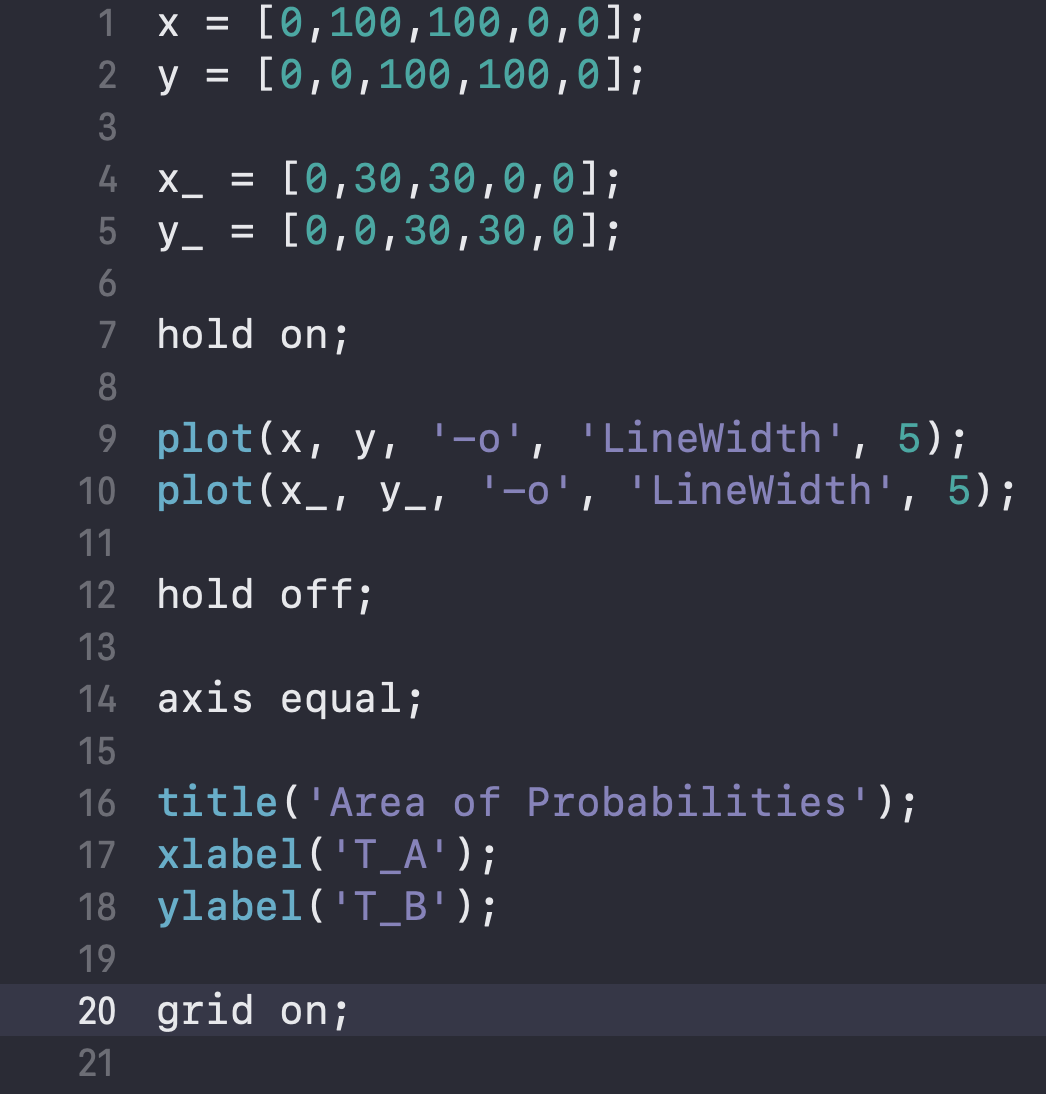 1 x = [0,100,100,0,0];
2 y = [0,0,100,100,0];
3
4 x_ = [0,30,30,0,0];
5 y_ = [0,0,30,30,0];
6
7 hold on;
8
9 plot(x, y, '-o', 'LineWidth', 5);
10 plot(x_, y_, '-o', 'LineWidth', 5);
11
12 hold off;
13
14 axis equal;
15
16 title('Area of Probabilities');
17 xlabel('T_A');
18 ylabel('T_B');
19
20 grid on;
21